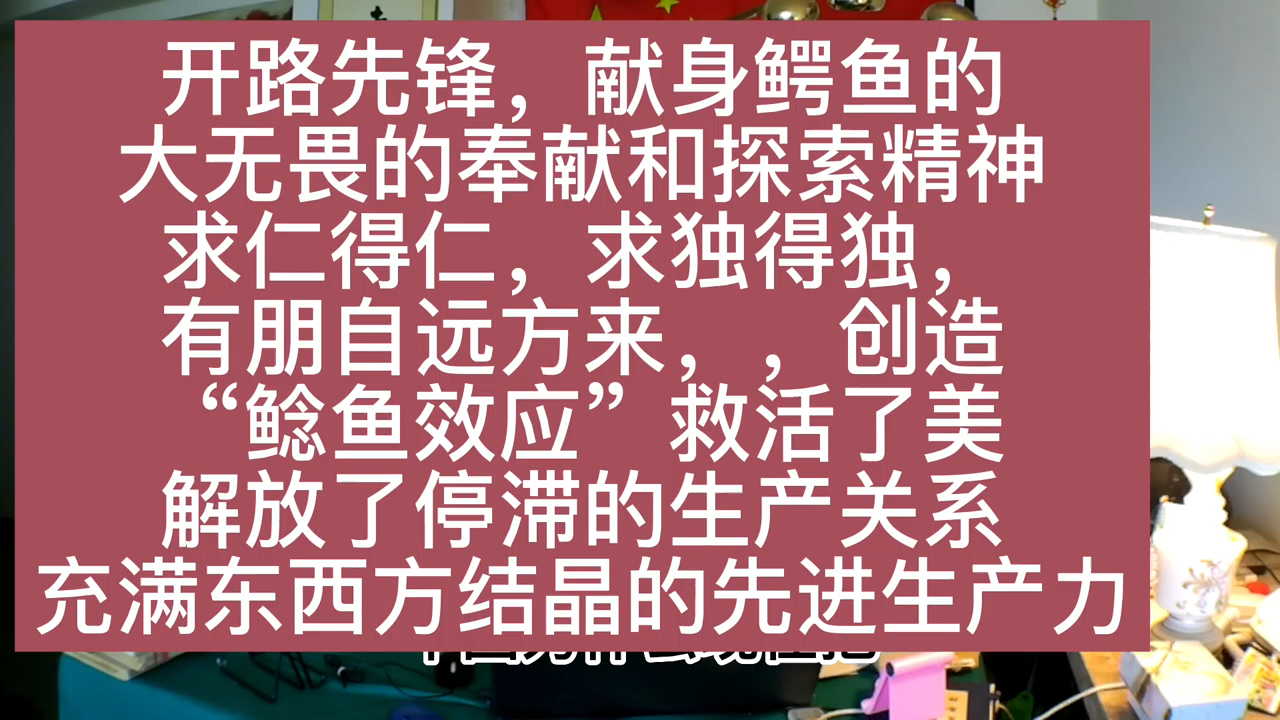 开路先锋，献身鳄鱼的
大无畏的奉献和探索精神
求仁得仁，求独得独，
有朋自远方来，，创造
“鲶鱼效应”救活了美
解放了停滞的生产关系
充满东西方结晶的先进生产力